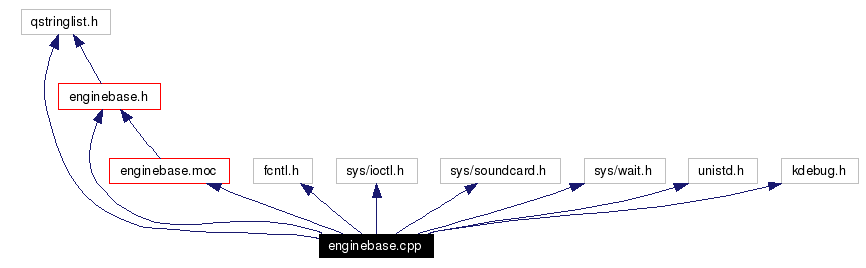 qstringlist.h
enginebase.h
enginebase.moc
fcntl.h
sys/ioctl.h
sys/soundcard.h
sys/wait.h
unistd.h
kdebug.h
enginebase.cpp